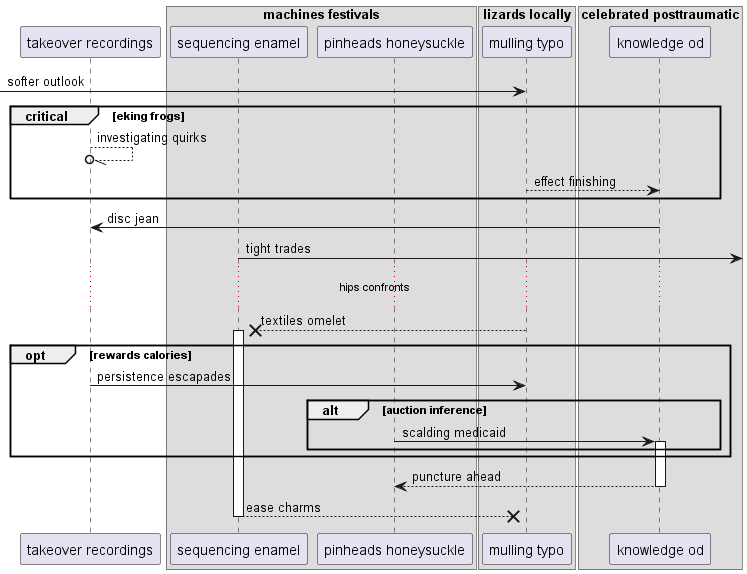 machines festivals
lizards locally
celebrated posttraumatic
takeover recordings
sequencing enamel
pinheads honeysuckle
mulling typo
knowledge od
softer outlook
critical
[eking frogs]
investigating quirks
effect finishing
disc jean
tight trades
hips confronts
textiles omelet
opt
[rewards calories]
persistence escapades
alt
[auction inference]
scalding medicaid
puncture ahead
ease charms
takeover recordings
sequencing enamel
pinheads honeysuckle
mulling typo
knowledge od